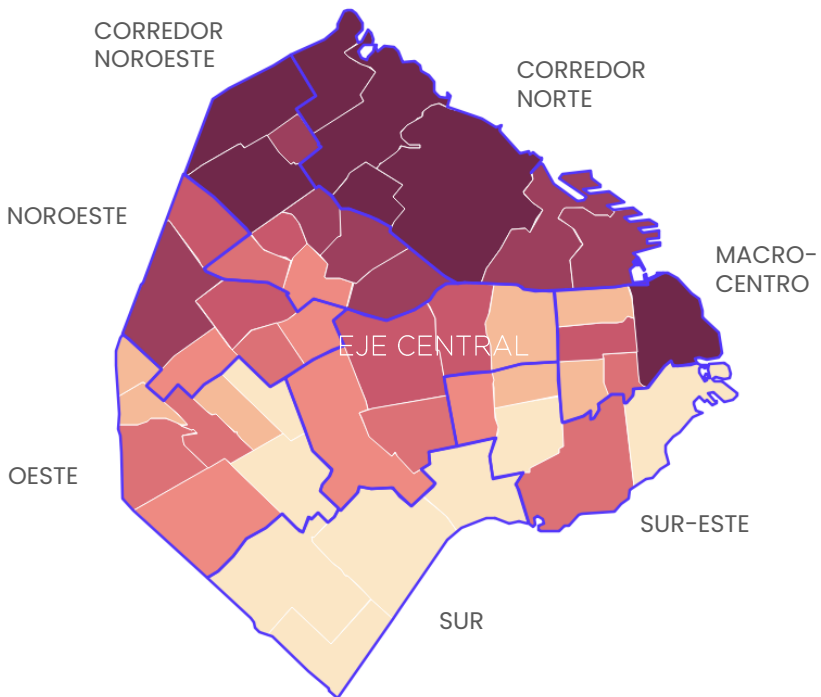 CORREDOR
NOROESTE
CORREDOR
NORTE
NOROESTE
MACRO-
CENTRO
EJE CENTRAL
OESTE
SUR-ESTE
SUR